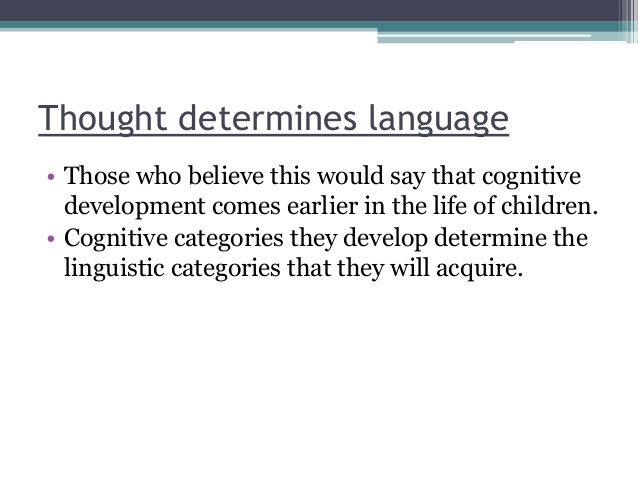 Thought determines language
• Those who believe this would say that cognitive
development comes earlier in the life of children.
• Cognitive categories they develop determine the
linguistic categories that they will acquire.